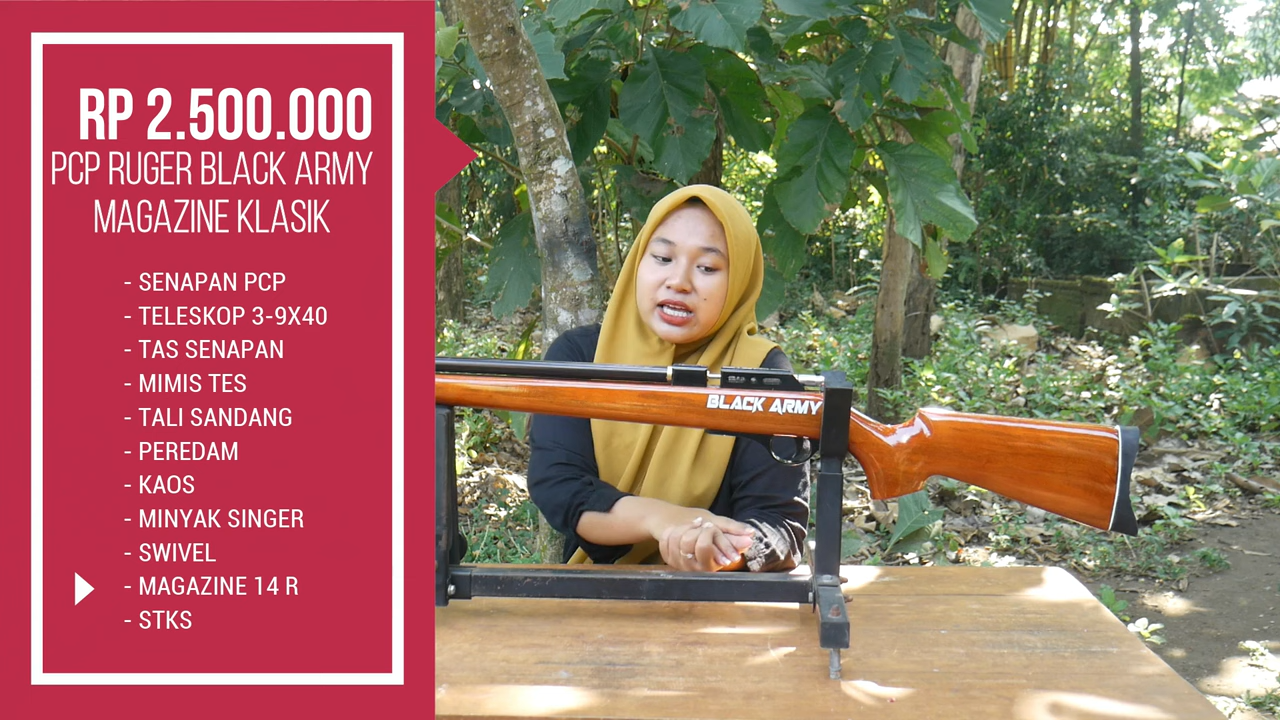 RP 2.500.000
PCP RUGER BLACK ARMY
MAGAZINE KLASIK
- SENAPAN PCP
- TELESKOP 3-9X40
- TAS SENAPAN
- MIMIS TES
- TALI SANDANG
- PEREDAM
- KAOS
- MINYAK SINGER
- SWIVEL
- MAGAZINE 14 R
- STKS
BLACK ARMY